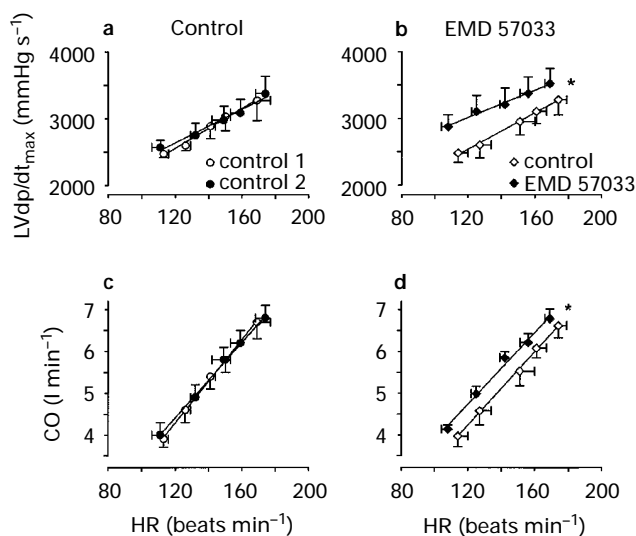 a Control
b EMD 57033
LVdp/dtmax (mmHg s−1)
4000
3000
2000
control 1
control 2
80 120 160 200
4000
3000
2000
*
control
EMD 57033
80 120 160 200
c
d
CO (l min−1)
7
6
5
4
80 120 160 200
HR (beats min−1)
7
6
5
4
*
80 120 160 200
HR (beats min−1)